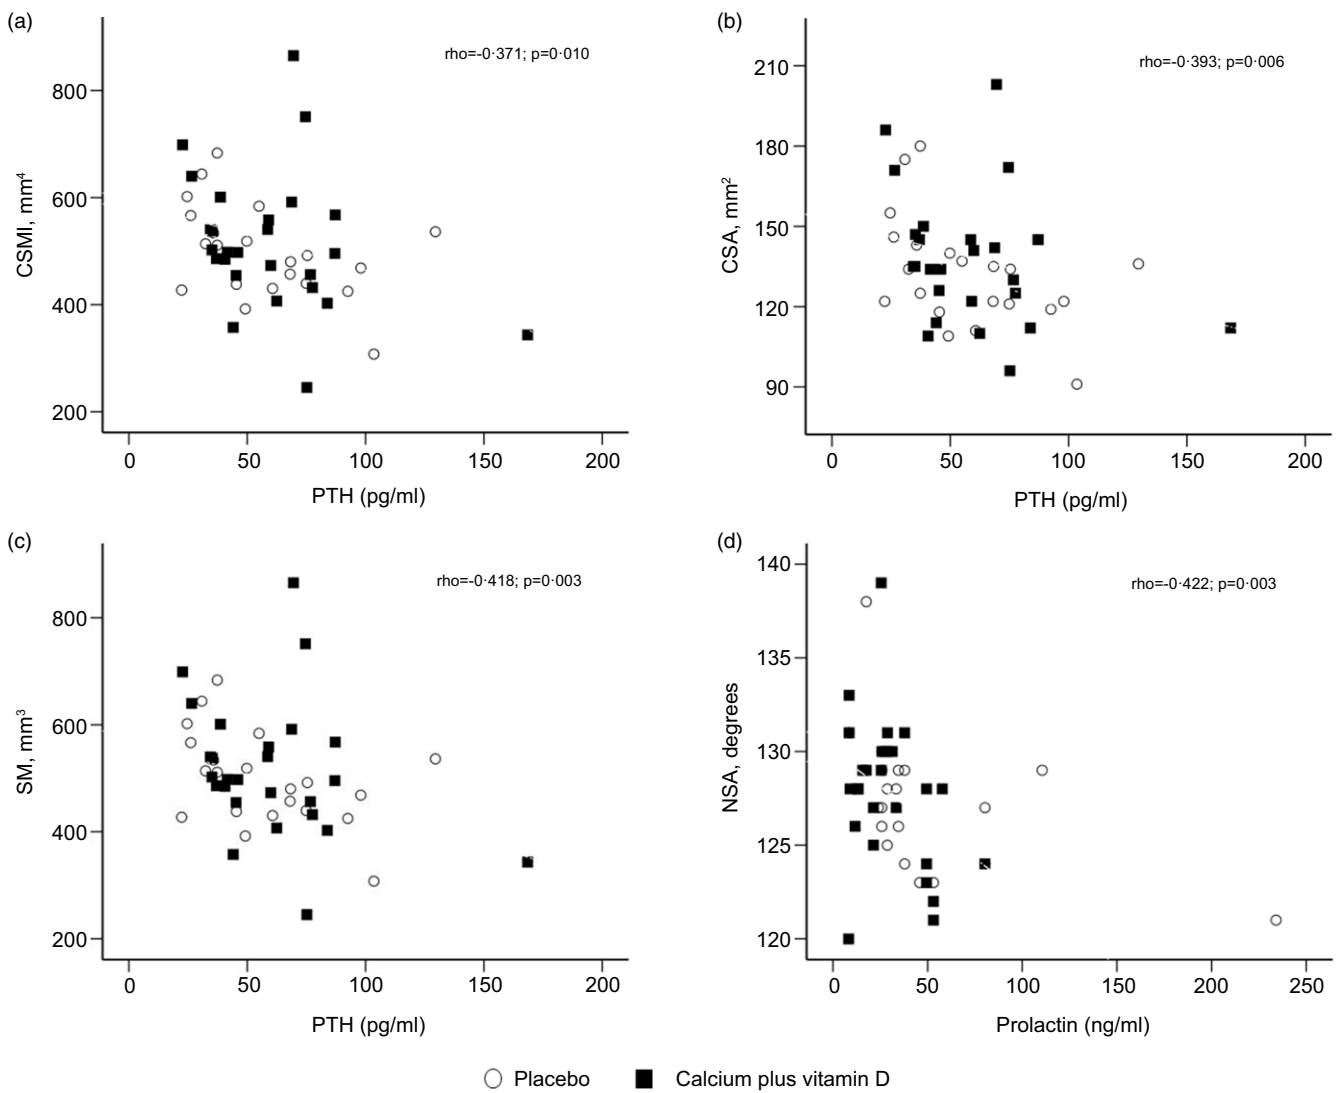 (a)
rho=-0·371; p=0·010
800
600
400
200
CSMI, mm⁴
0 50 100 150 200
PTH (pg/ml)
(b)
rho=-0·393; p=0·006
210
180
150
120
90
CSA, mm²
0 50 100 150 200
PTH (pg/ml)
(c)
rho=-0·418; p=0·003
800
600
400
200
SM, mm³
0 50 100 150 200
PTH (pg/ml)
(d)
rho=-0·422; p=0·003
140
135
130
125
120
NSA, degrees
0 50 100 150 200 250
Prolactin (ng/ml)
Placebo Calcium plus vitamin D